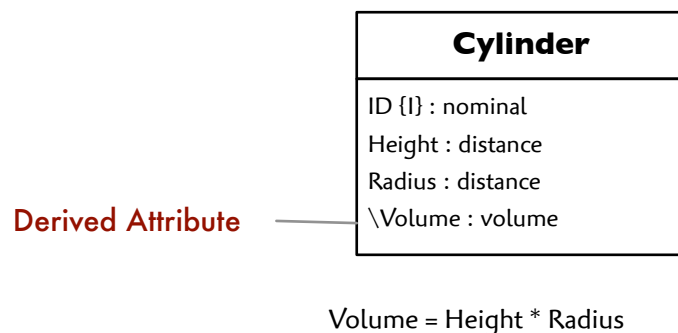 Cylinder
ID {I} : nominal
Height : distance
Radius : distance
\Volume : volume
Derived Attribute
Volume = Height * Radius